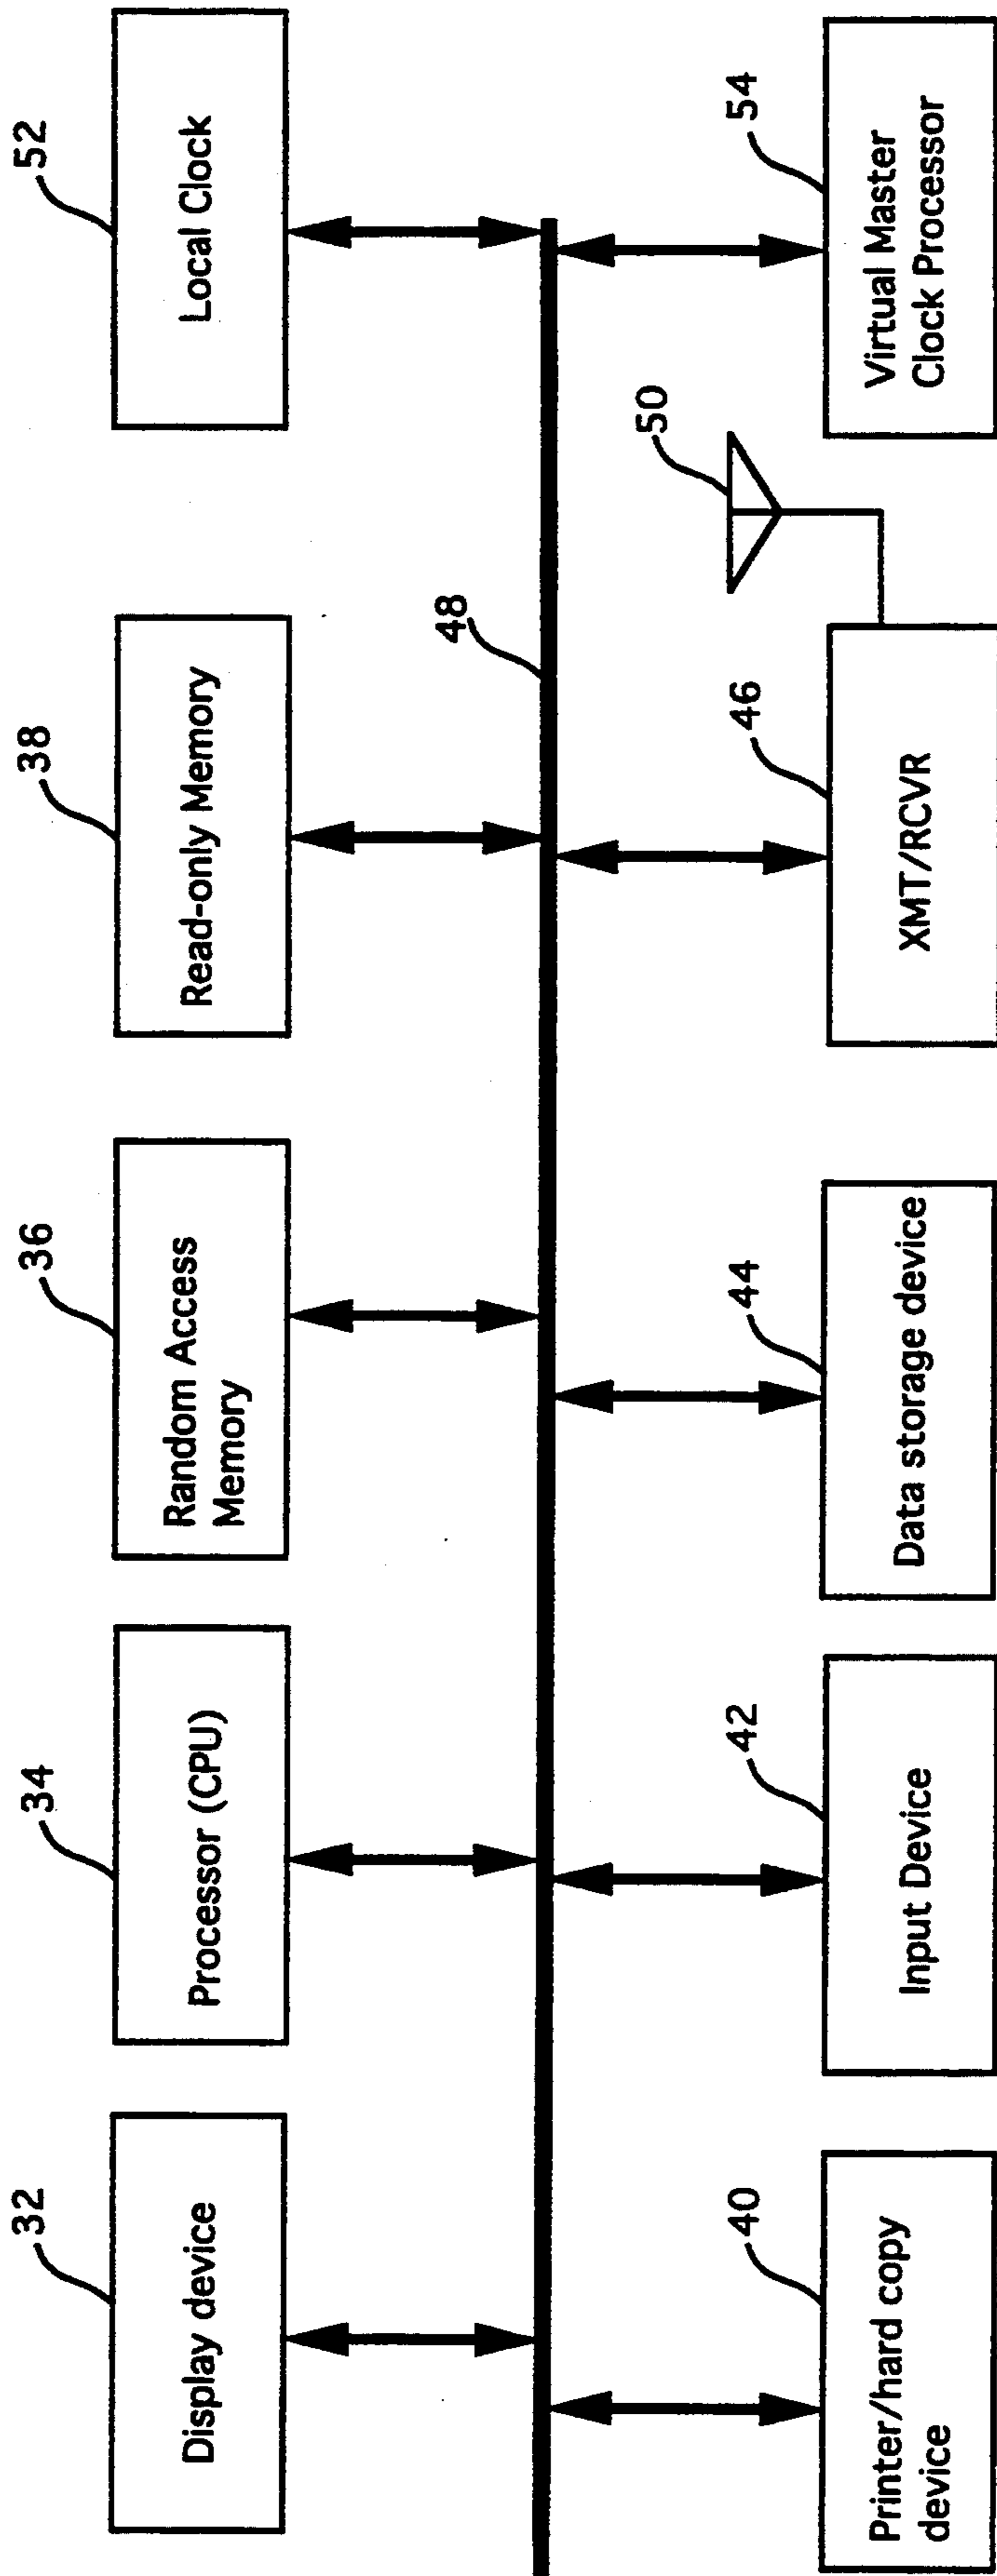 32
Display device
34
Processor (CPU)
36
Random Access
Memory
38
Read-only Memory
52
Local Clock
48
40
Printer/hard copy
device
42
Input Device
44
Data storage device
46
XMT/RCVR
50
54
Virtual Master
Clock Processor